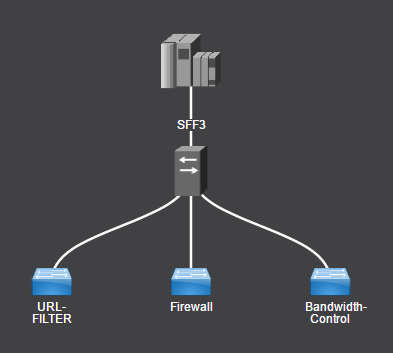 SFF3
URL-
FILTER
Firewall
Bandwidth-
Control